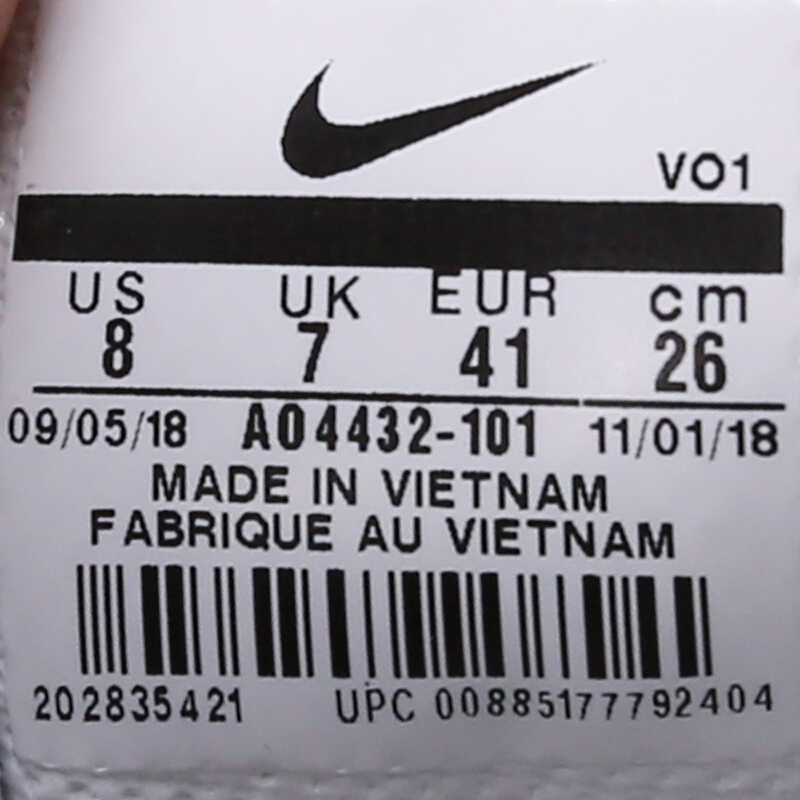 VO1
US UK EUR cm
8 7 41 26
09/05/18 AO4432-101 11/01/18
MADE IN VIETNAM
FABRIQUE AU VIETNAM
202835421 UPC 00885177792404